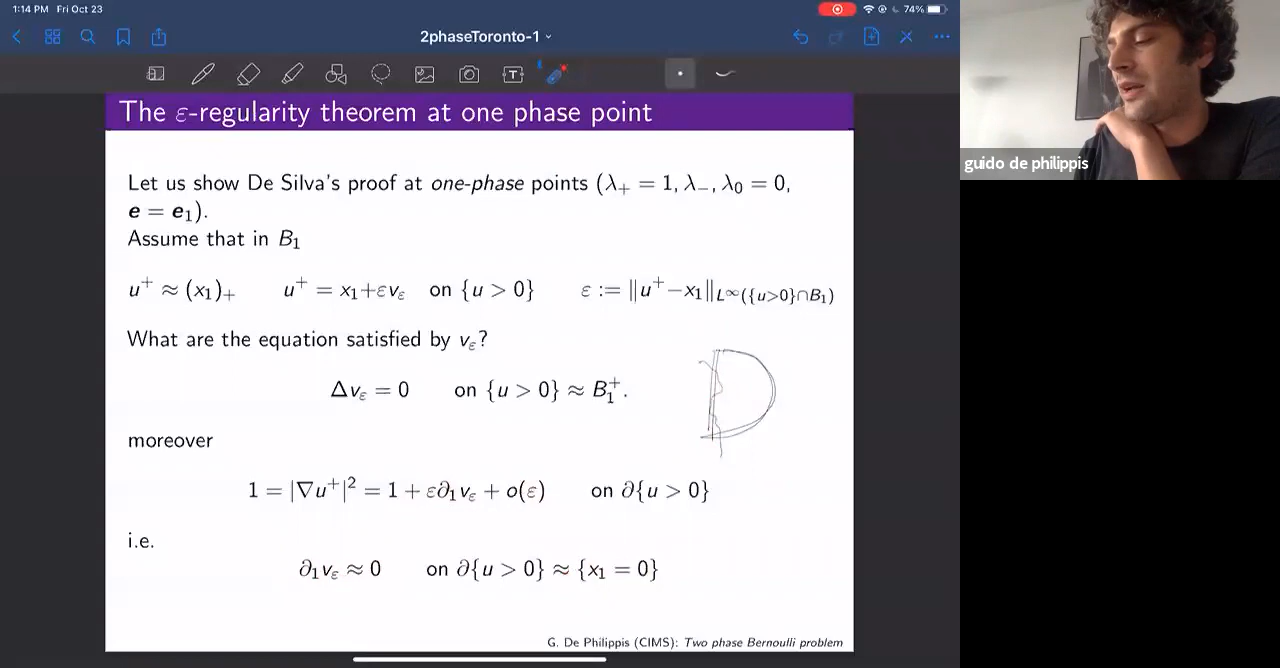 1:14 PM Fri Oct 23
74%
2phaseToronto-1
T
The ε-regularity theorem at one phase point
Let us show De Silva's proof at one-phase points (λ₊ = 1, λ₋, λ₀ = 0,
e = e₁).
Assume that in B₁
u⁺ ≈ (x₁)₊ u⁺ = x₁+εv_ε on {u > 0} ε := ‖u⁺−x₁‖_{L^∞({u>0}∩B₁)}
What are the equation satisfied by v_ε?
Δv_ε = 0 on {u > 0} ≈ B₁⁺.
moreover
1 = |∇u⁺|² = 1 + ε∂₁v_ε + o(ε) on ∂{u > 0}
i.e.
∂₁v_ε ≈ 0 on ∂{u > 0} ≈ {x₁ = 0}
G. De Philippis (CIMS): Two phase Bernoulli problem
guido de philippis